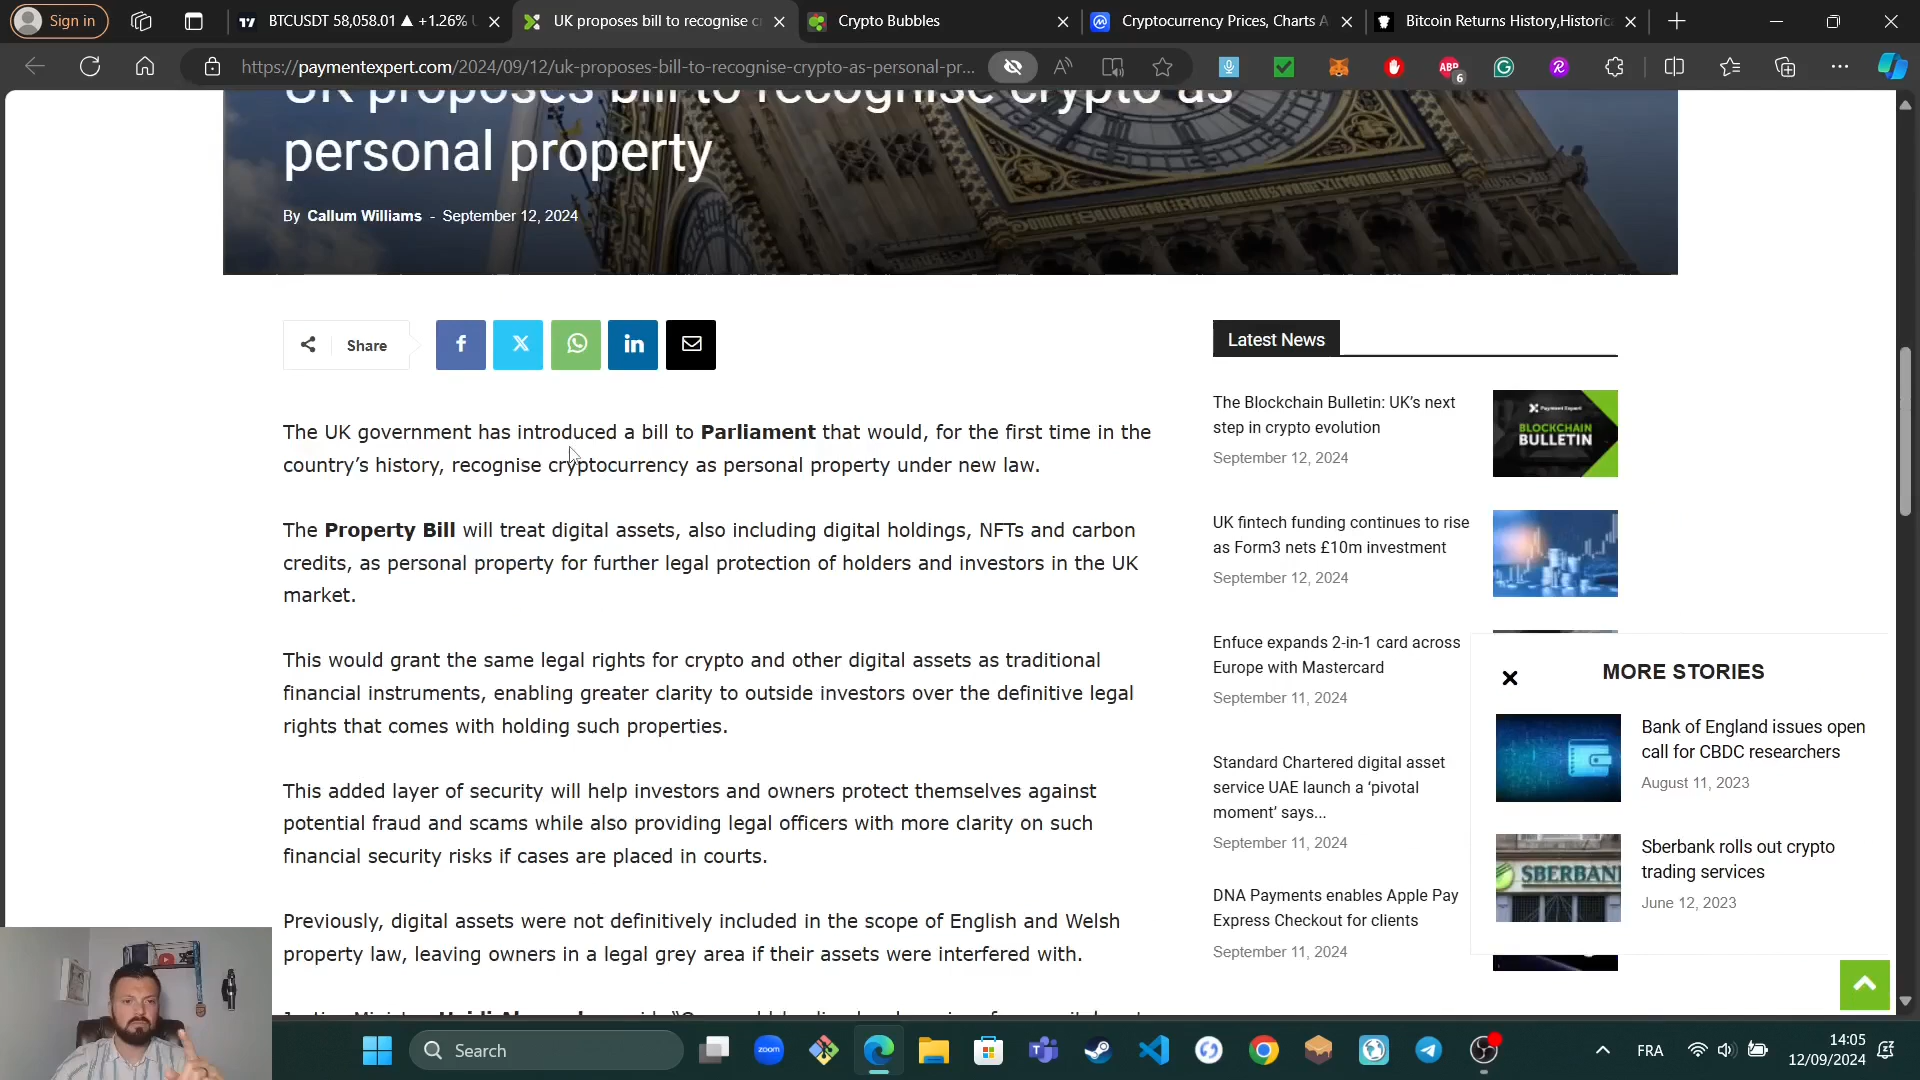 Sign in
BTCUSDT 58,058.01 ▲ +1.26%
UK proposes bill to recognise
Crypto Bubbles
Cryptocurrency Prices, Charts
Bitcoin Returns History,Historic
https://paymentexpert.com/2024/09/12/uk-proposes-bill-to-recognise-crypto-as-personal-pr...
ABP
6
UK proposes bill to recognise crypto as
personal property
By Callum Williams - September 12, 2024
Share
The UK government has introduced a bill to Parliament that would, for the first time in the
country’s history, recognise cryptocurrency as personal property under new law.
The Property Bill will treat digital assets, also including digital holdings, NFTs and carbon
credits, as personal property for further legal protection of holders and investors in the UK
market.
This would grant the same legal rights for crypto and other digital assets as traditional
financial instruments, enabling greater clarity to outside investors over the definitive legal
rights that comes with holding such properties.
This added layer of security will help investors and owners protect themselves against
potential fraud and scams while also providing legal officers with more clarity on such
financial security risks if cases are placed in courts.
Previously, digital assets were not definitively included in the scope of English and Welsh
property law, leaving owners in a legal grey area if their assets were interfered with.
Latest News
The Blockchain Bulletin: UK’s next
step in crypto evolution
September 12, 2024
Payment Expert
BLOCKCHAIN
BULLETIN
UK fintech funding continues to rise
as Form3 nets £10m investment
September 12, 2024
Enfuce expands 2-in-1 card across
Europe with Mastercard
September 11, 2024
Standard Chartered digital asset
service UAE launch a ‘pivotal
moment’ says...
September 11, 2024
DNA Payments enables Apple Pay
Express Checkout for clients
September 11, 2024
MORE STORIES
Bank of England issues open
call for CBDC researchers
August 11, 2023
SBERBANK
Sberbank rolls out crypto
trading services
June 12, 2023
Search
zoom
FRA
14:05
12/09/2024